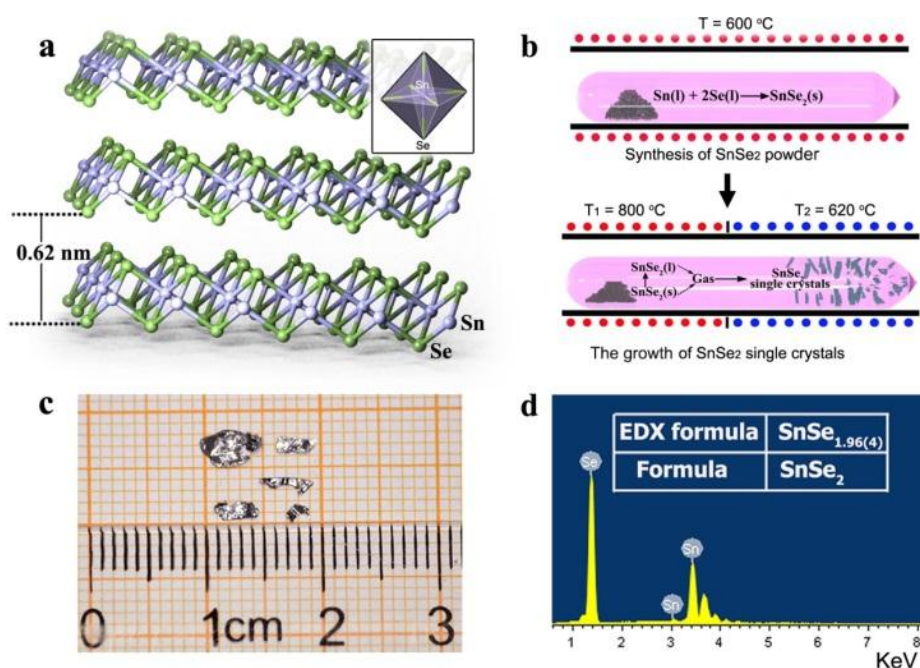 a
Sn
Se
0.62 nm
Sn
Se
b
T = 600 °C
Sn(l) + 2Se(l) → SnSe₂(s)
Synthesis of SnSe₂ powder
T₁ = 800 °C
T₂ = 620 °C
SnSe₂(l)
Gas
SnSe₂(s)
SnSe₂
single crystals
The growth of SnSe₂ single crystals
c
0 1cm 2 3
d
EDX formula SnSe₁.₉₆₍₄₎
Formula SnSe₂
Se
Sn
Sn
1 2 3 4 5 6 7 8
KeV